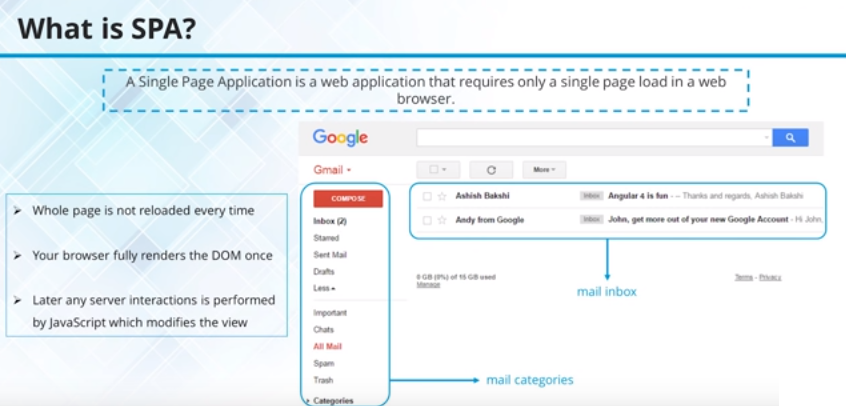 What is SPA?
A Single Page Application is a web application that requires only a single page load in a web
browser.
Whole page is not reloaded every time
Your browser fully renders the DOM once
Later any server interactions is performed
by JavaScript which modifies the view
Google
Gmail
More
COMPOSE
Inbox (2)
Starred
Sent Mail
Drafts
Less
Important
Chats
All Mail
Spam
Trash
Categories
Ashish Bakshi Inbox Angular 4 is fun - -- Thanks and regards, Ashish Bakshi
Andy from Google Inbox John, get more out of your new Google Account - Hi John,
0 GB (0%) of 15 GB used
Manage
Terms - Privacy
mail inbox
mail categories